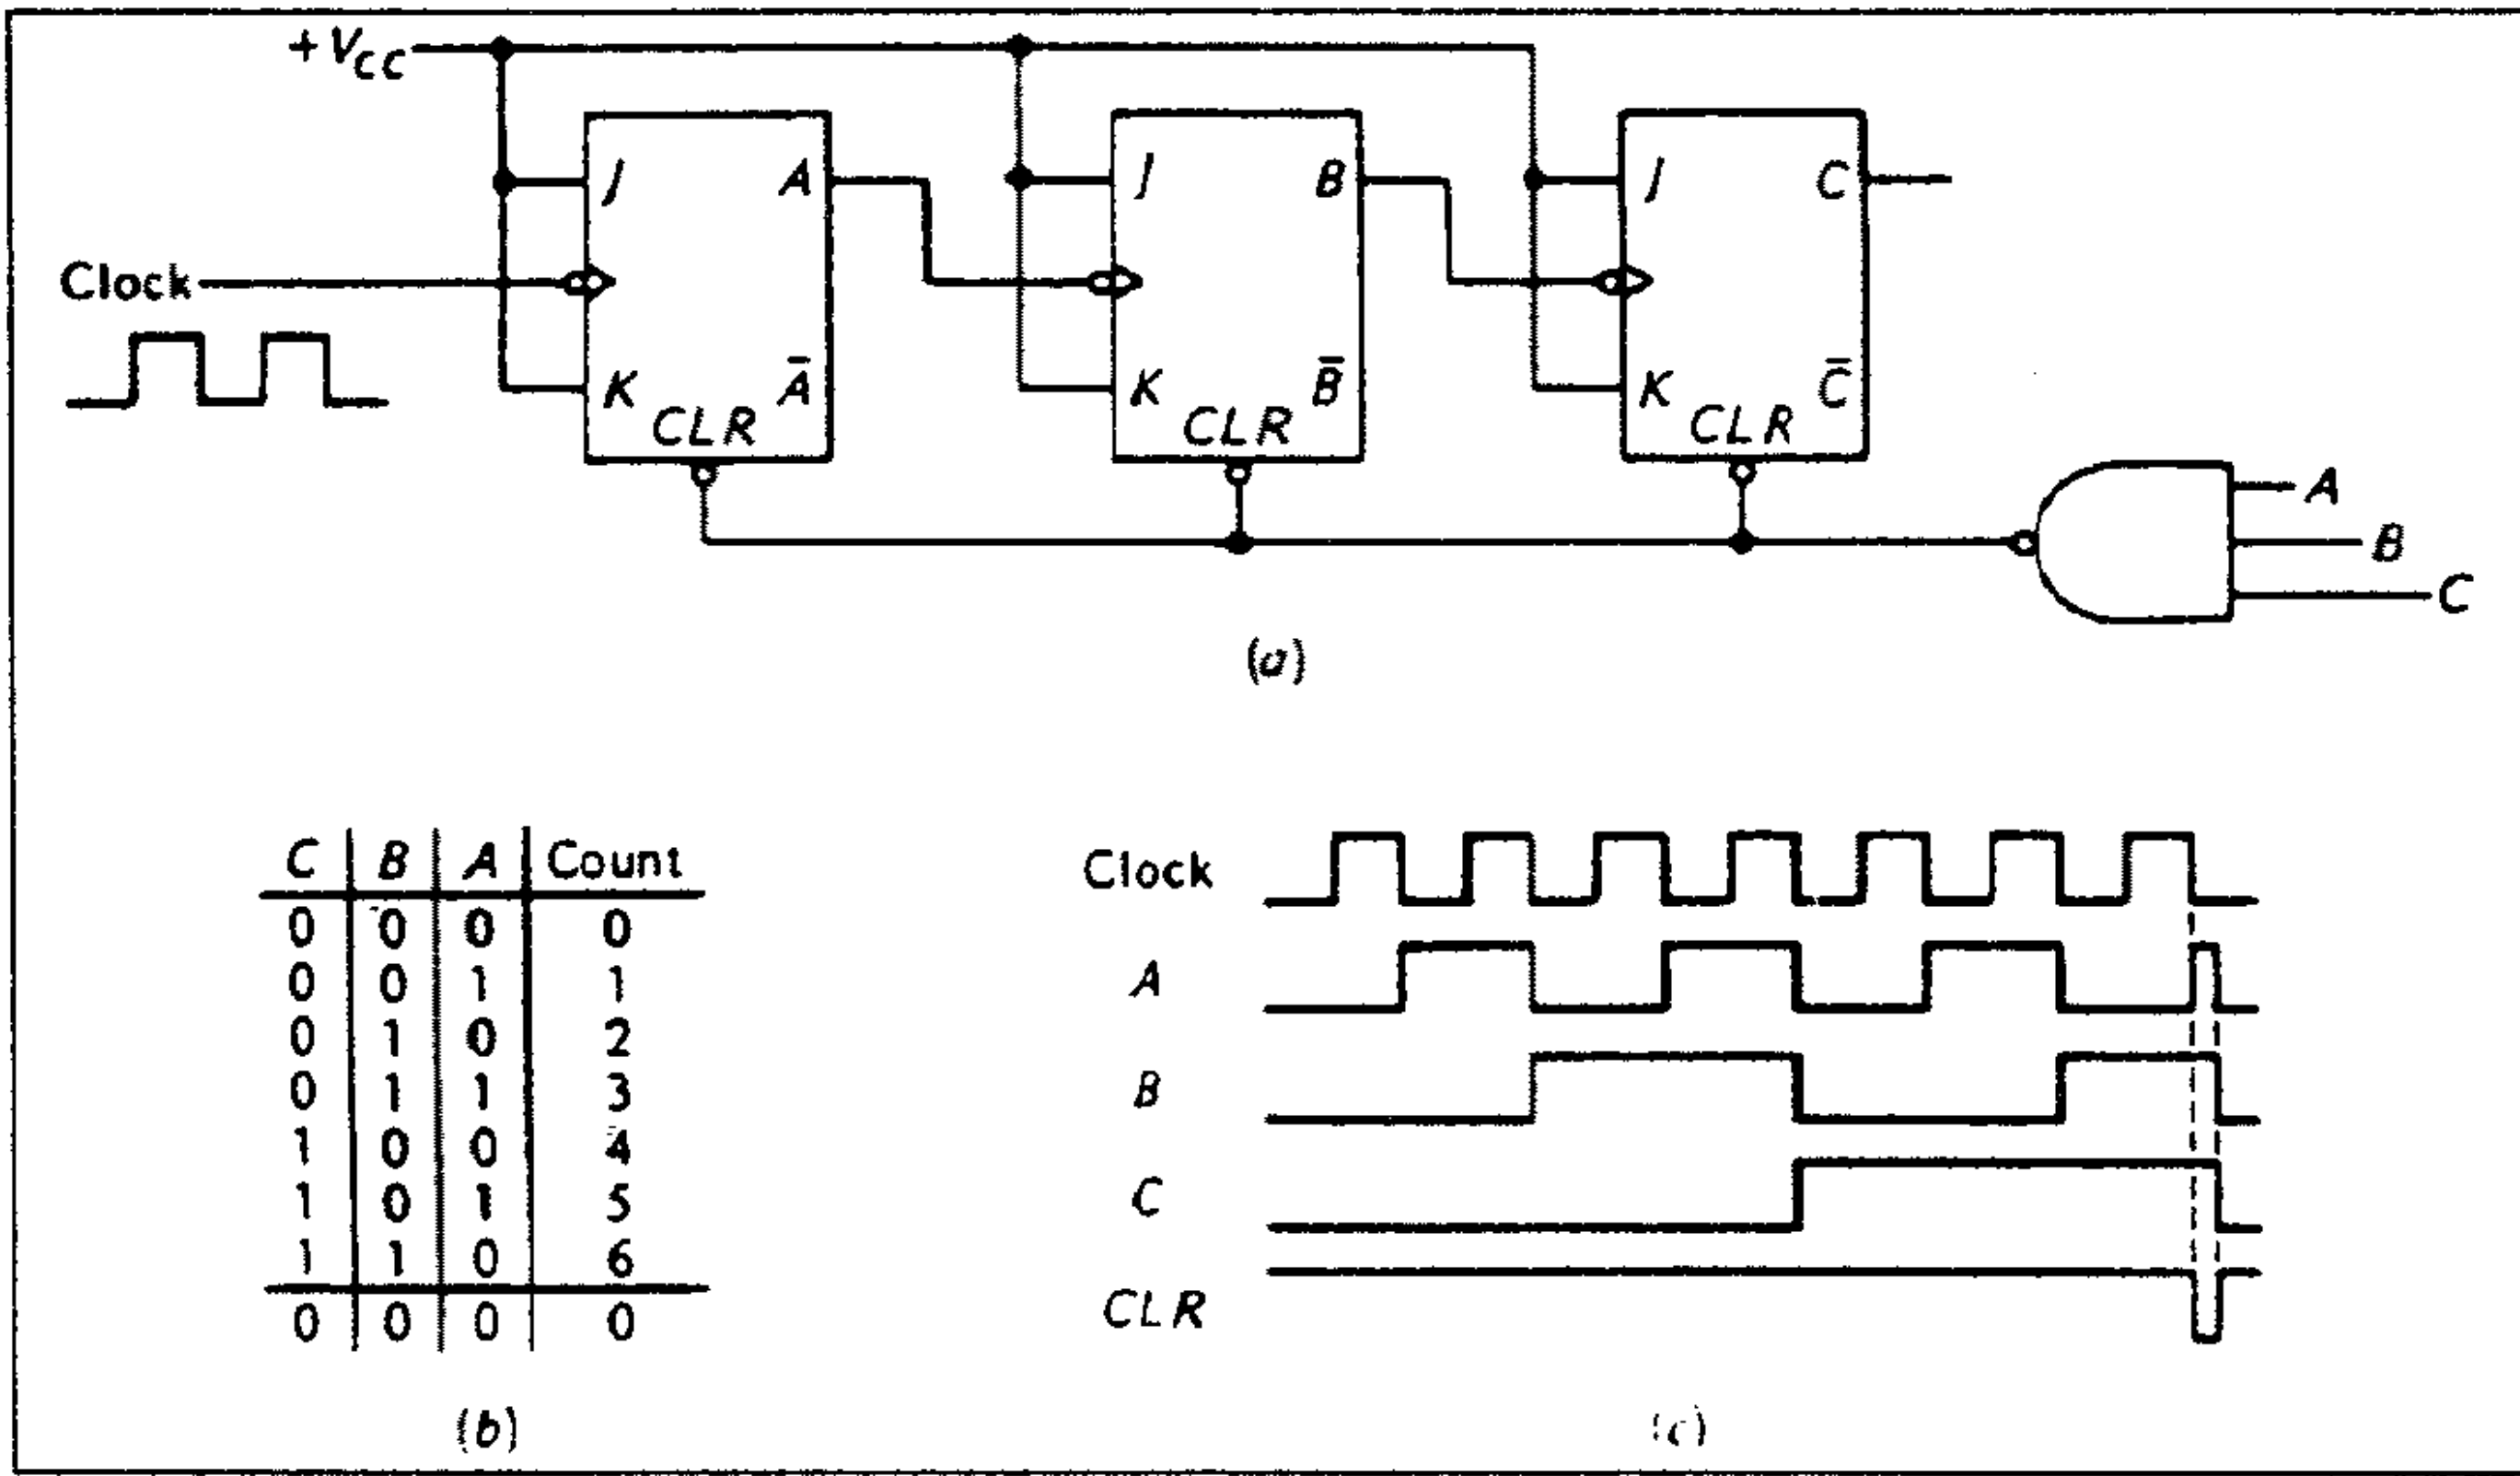 +V_CC
J A J B J C
Clock
K Ā K B̄ K C̄
CLR CLR CLR
A
B
C
(a)
C B A Count
0 0 0 0
0 0 1 1
0 1 0 2
0 1 1 3
1 0 0 4
1 0 1 5
1 1 0 6
0 0 0 0
(b)
Clock
A
B
C
CLR
(c)